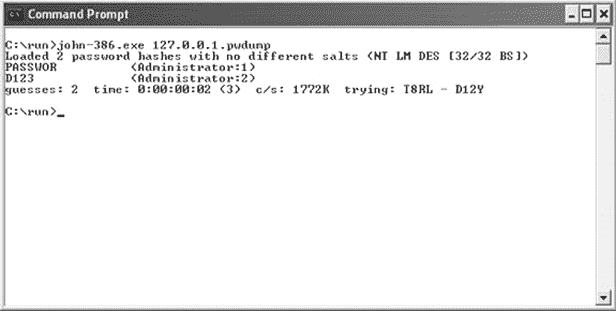 Command Prompt
C:\run>john-386.exe 127.0.0.1.pwdump
Loaded 2 password hashes with no different salts (NT LM DES [32/32 BS])
PASSWOR (Administrator:1)
D123 (Administrator:2)
guesses: 2 time: 0:00:00:02 (3) c/s: 1772K trying: T8RL - D12Y
C:\run>_